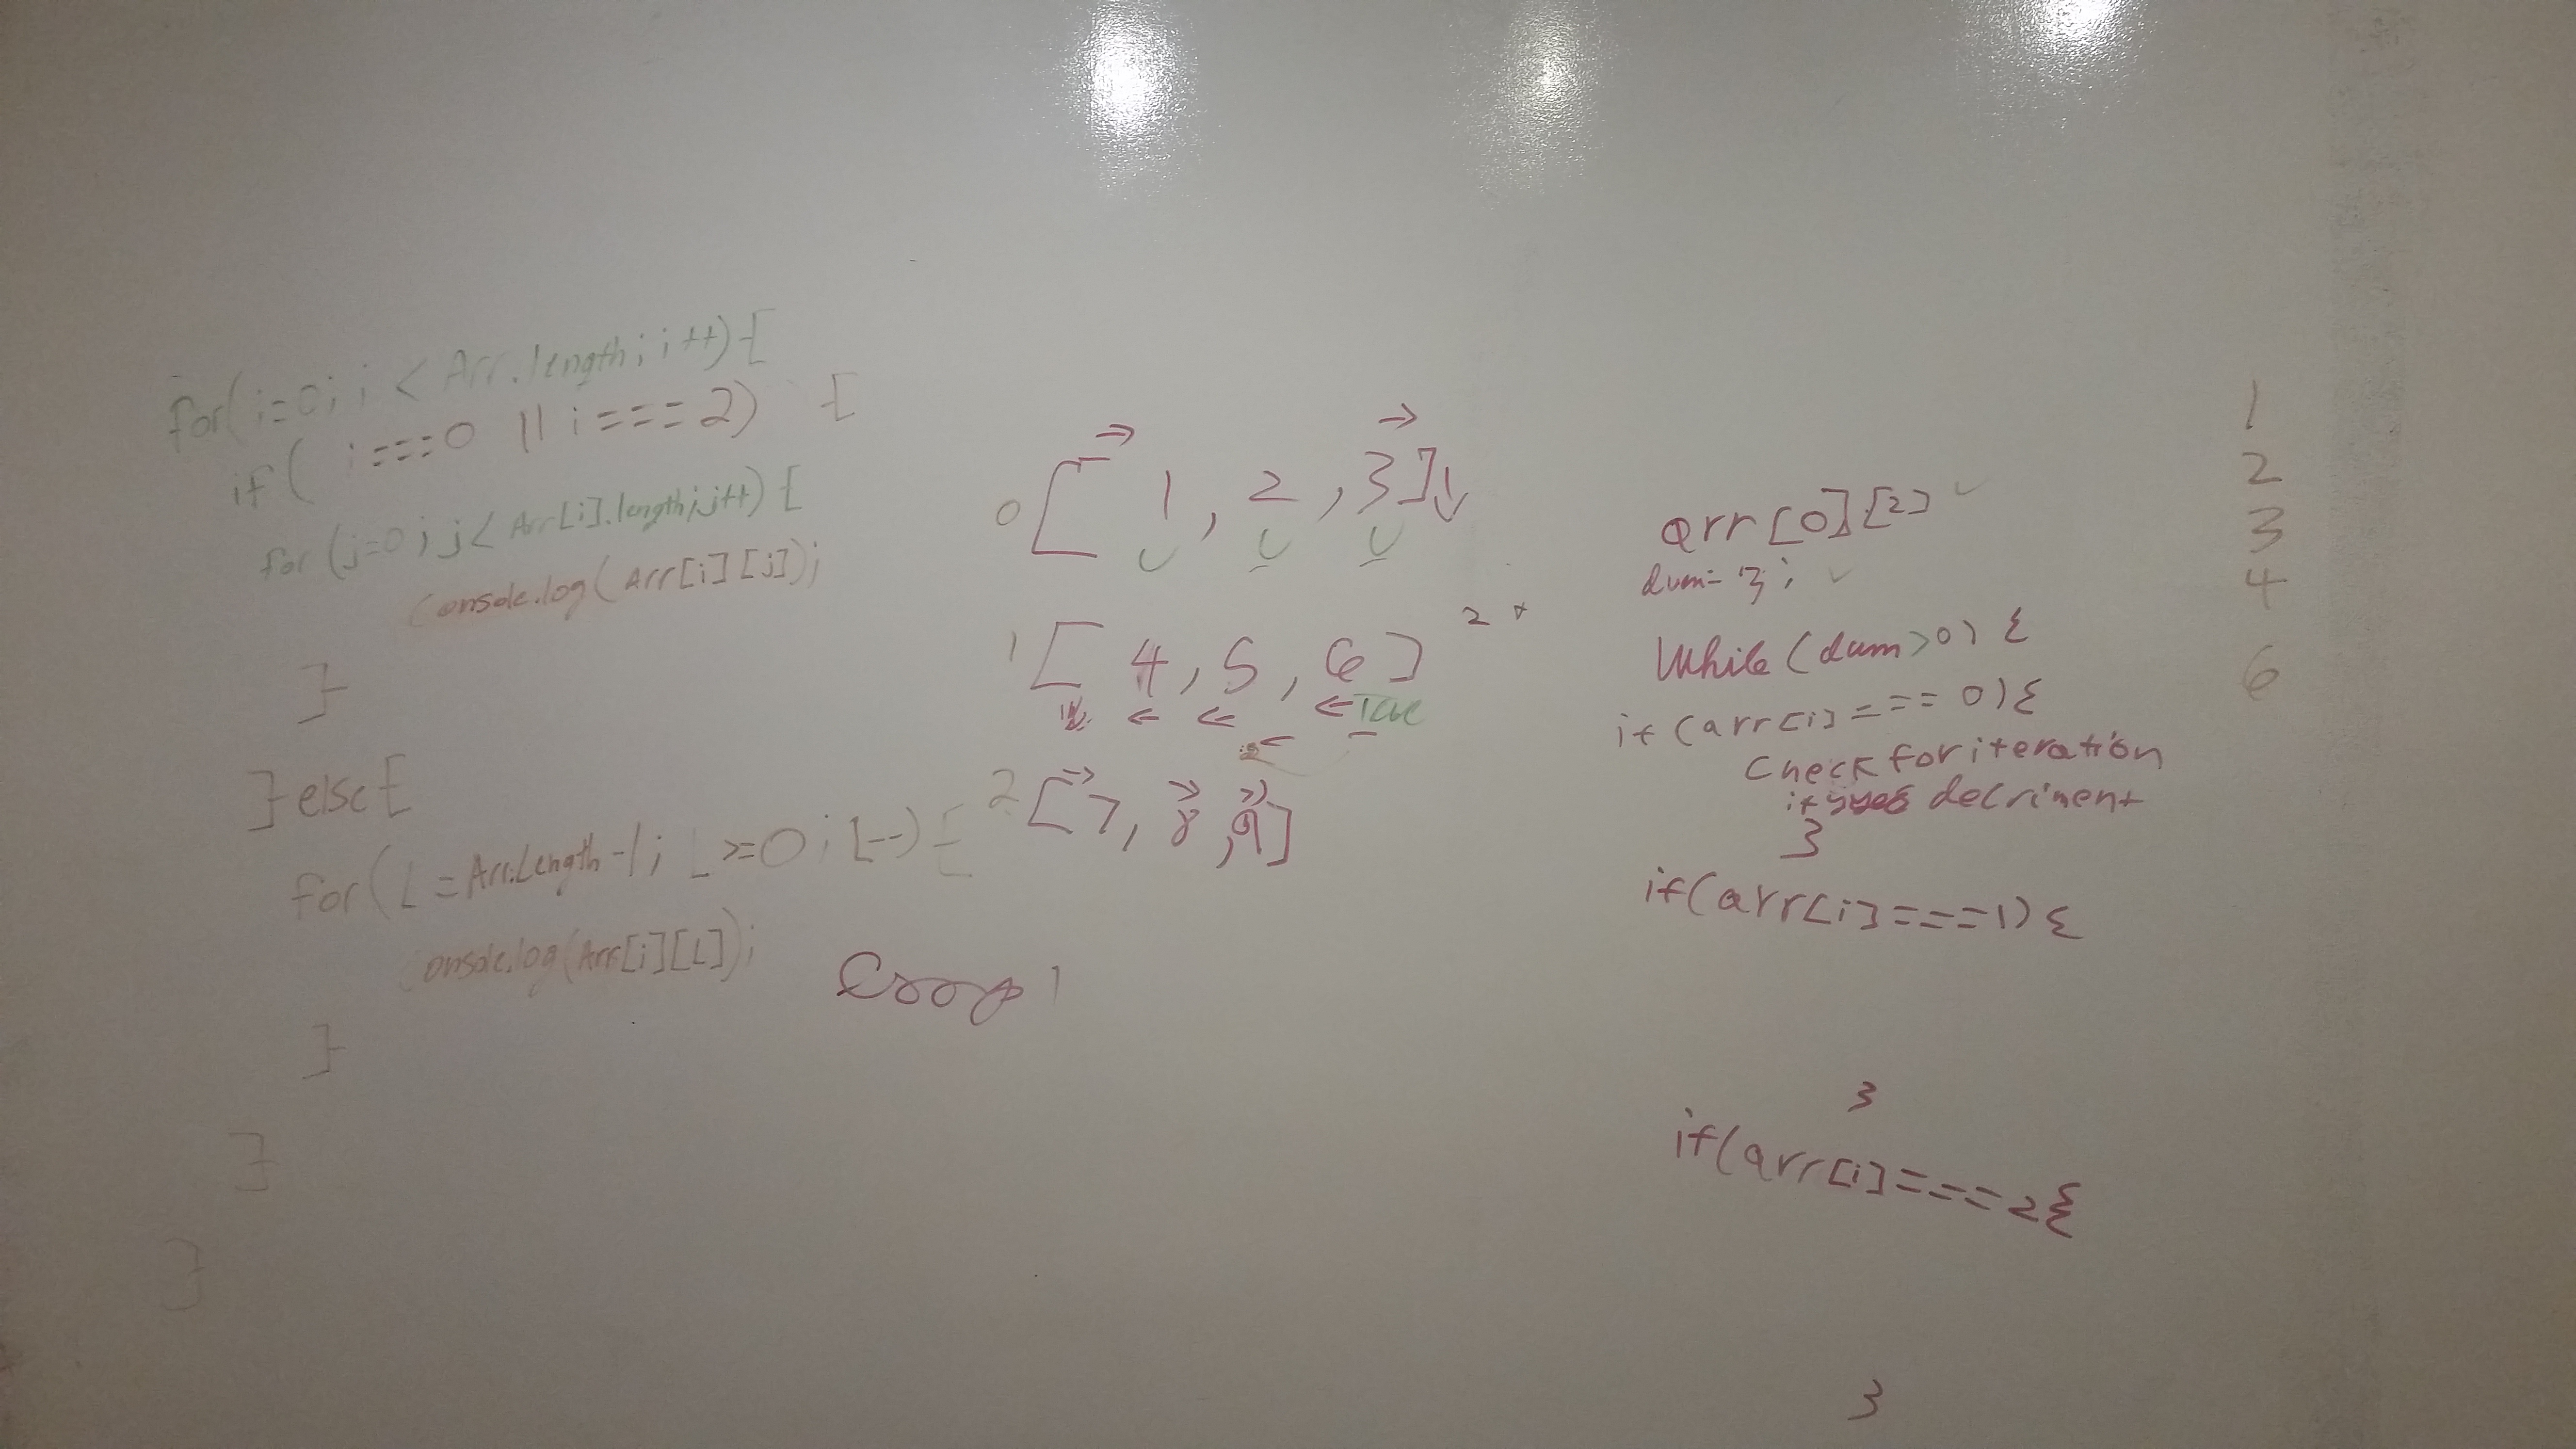 for(i=0; i < Arr.length; i++){
if( i===0 || i===2) {
for (j=0; j< Arr[i].length; j++) {
Console.log(Arr[i][j]);
}
} else {
for(L=Arr.Length-1; L>=0; L--) {
Console.log(Arr[i][L]);
}
}
}
→ →
0 [ 1, 2, 3] ↓
2
1 [ 4, 5, 6 ]
← ← ←
←
2 [7, 8, 9]
arr[0][2] ✓
dum= 3; ✓
While (dum>0) {
if (arr[i] === 0) {
Check for iteration
if yes decriment
}
if(arr[i]===1) {
}
if(arr[i]===2{
}
1
2
3
4
6